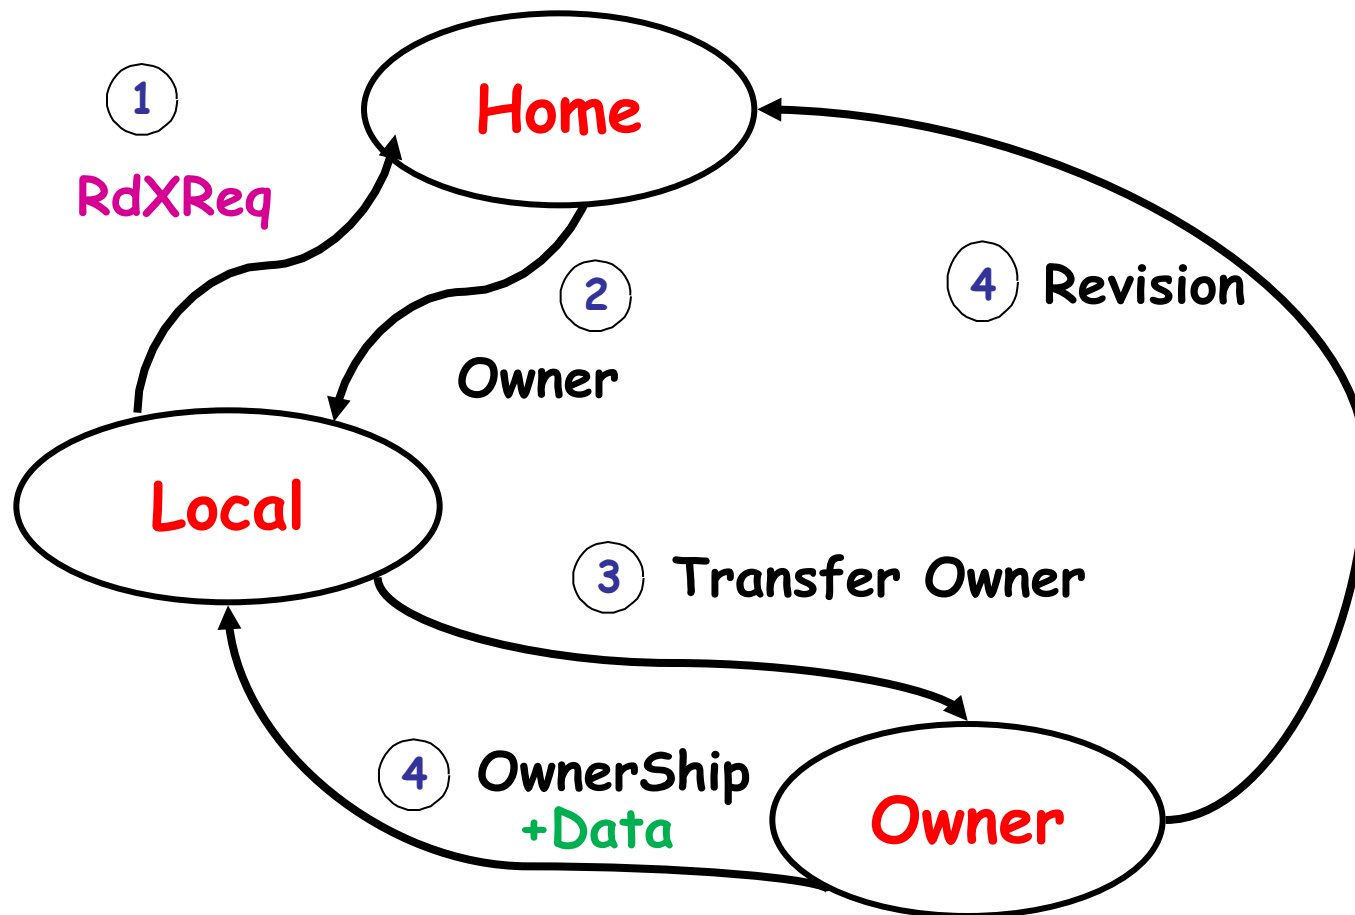 1
Home
RdXReq
2
4 Revision
Owner
Local
3 Transfer Owner
4 OwnerShip
+Data
Owner